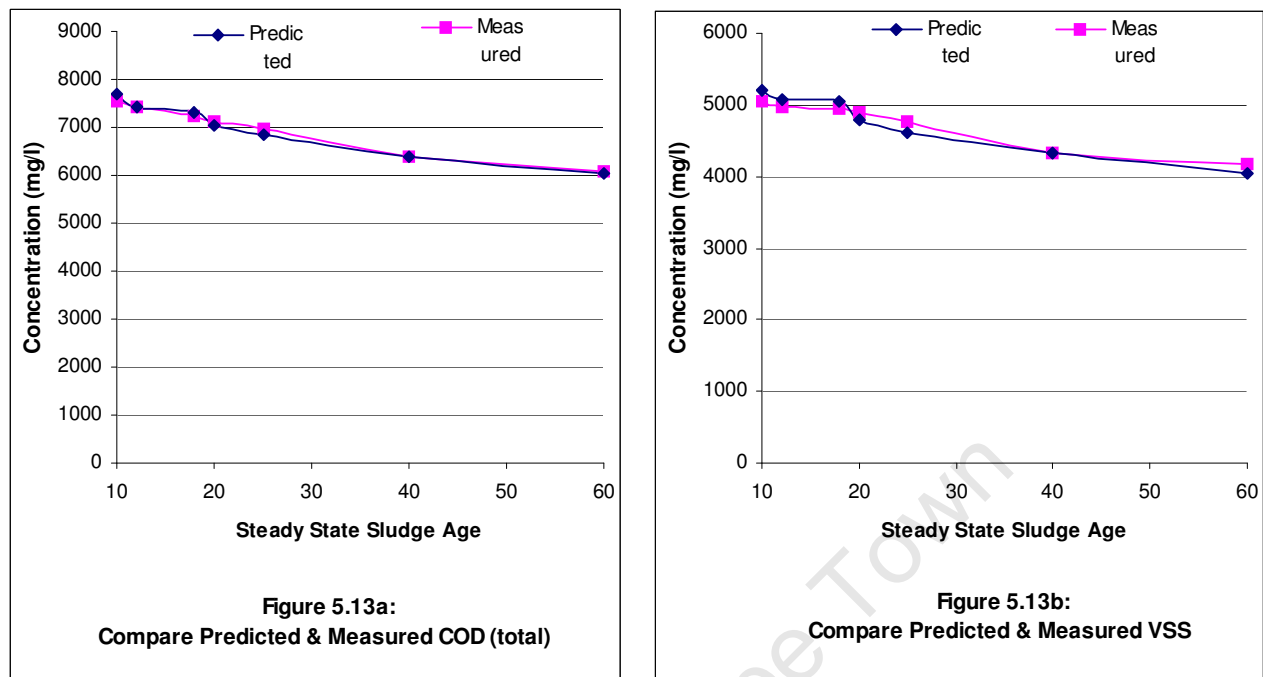 9000
8000
7000
6000
5000
4000
3000
2000
1000
0
Concentration (mg/l)
Predic
ted
Meas
ured
10 20 30 40 50 60
Steady State Sludge Age
Figure 5.13a:
Compare Predicted & Measured COD (total)
6000
5000
4000
3000
2000
1000
0
Concentration (mg/l)
Predic
ted
Meas
ured
10 20 30 40 50 60
Steady State Sludge Age
Figure 5.13b:
Compare Predicted & Measured VSS
Town